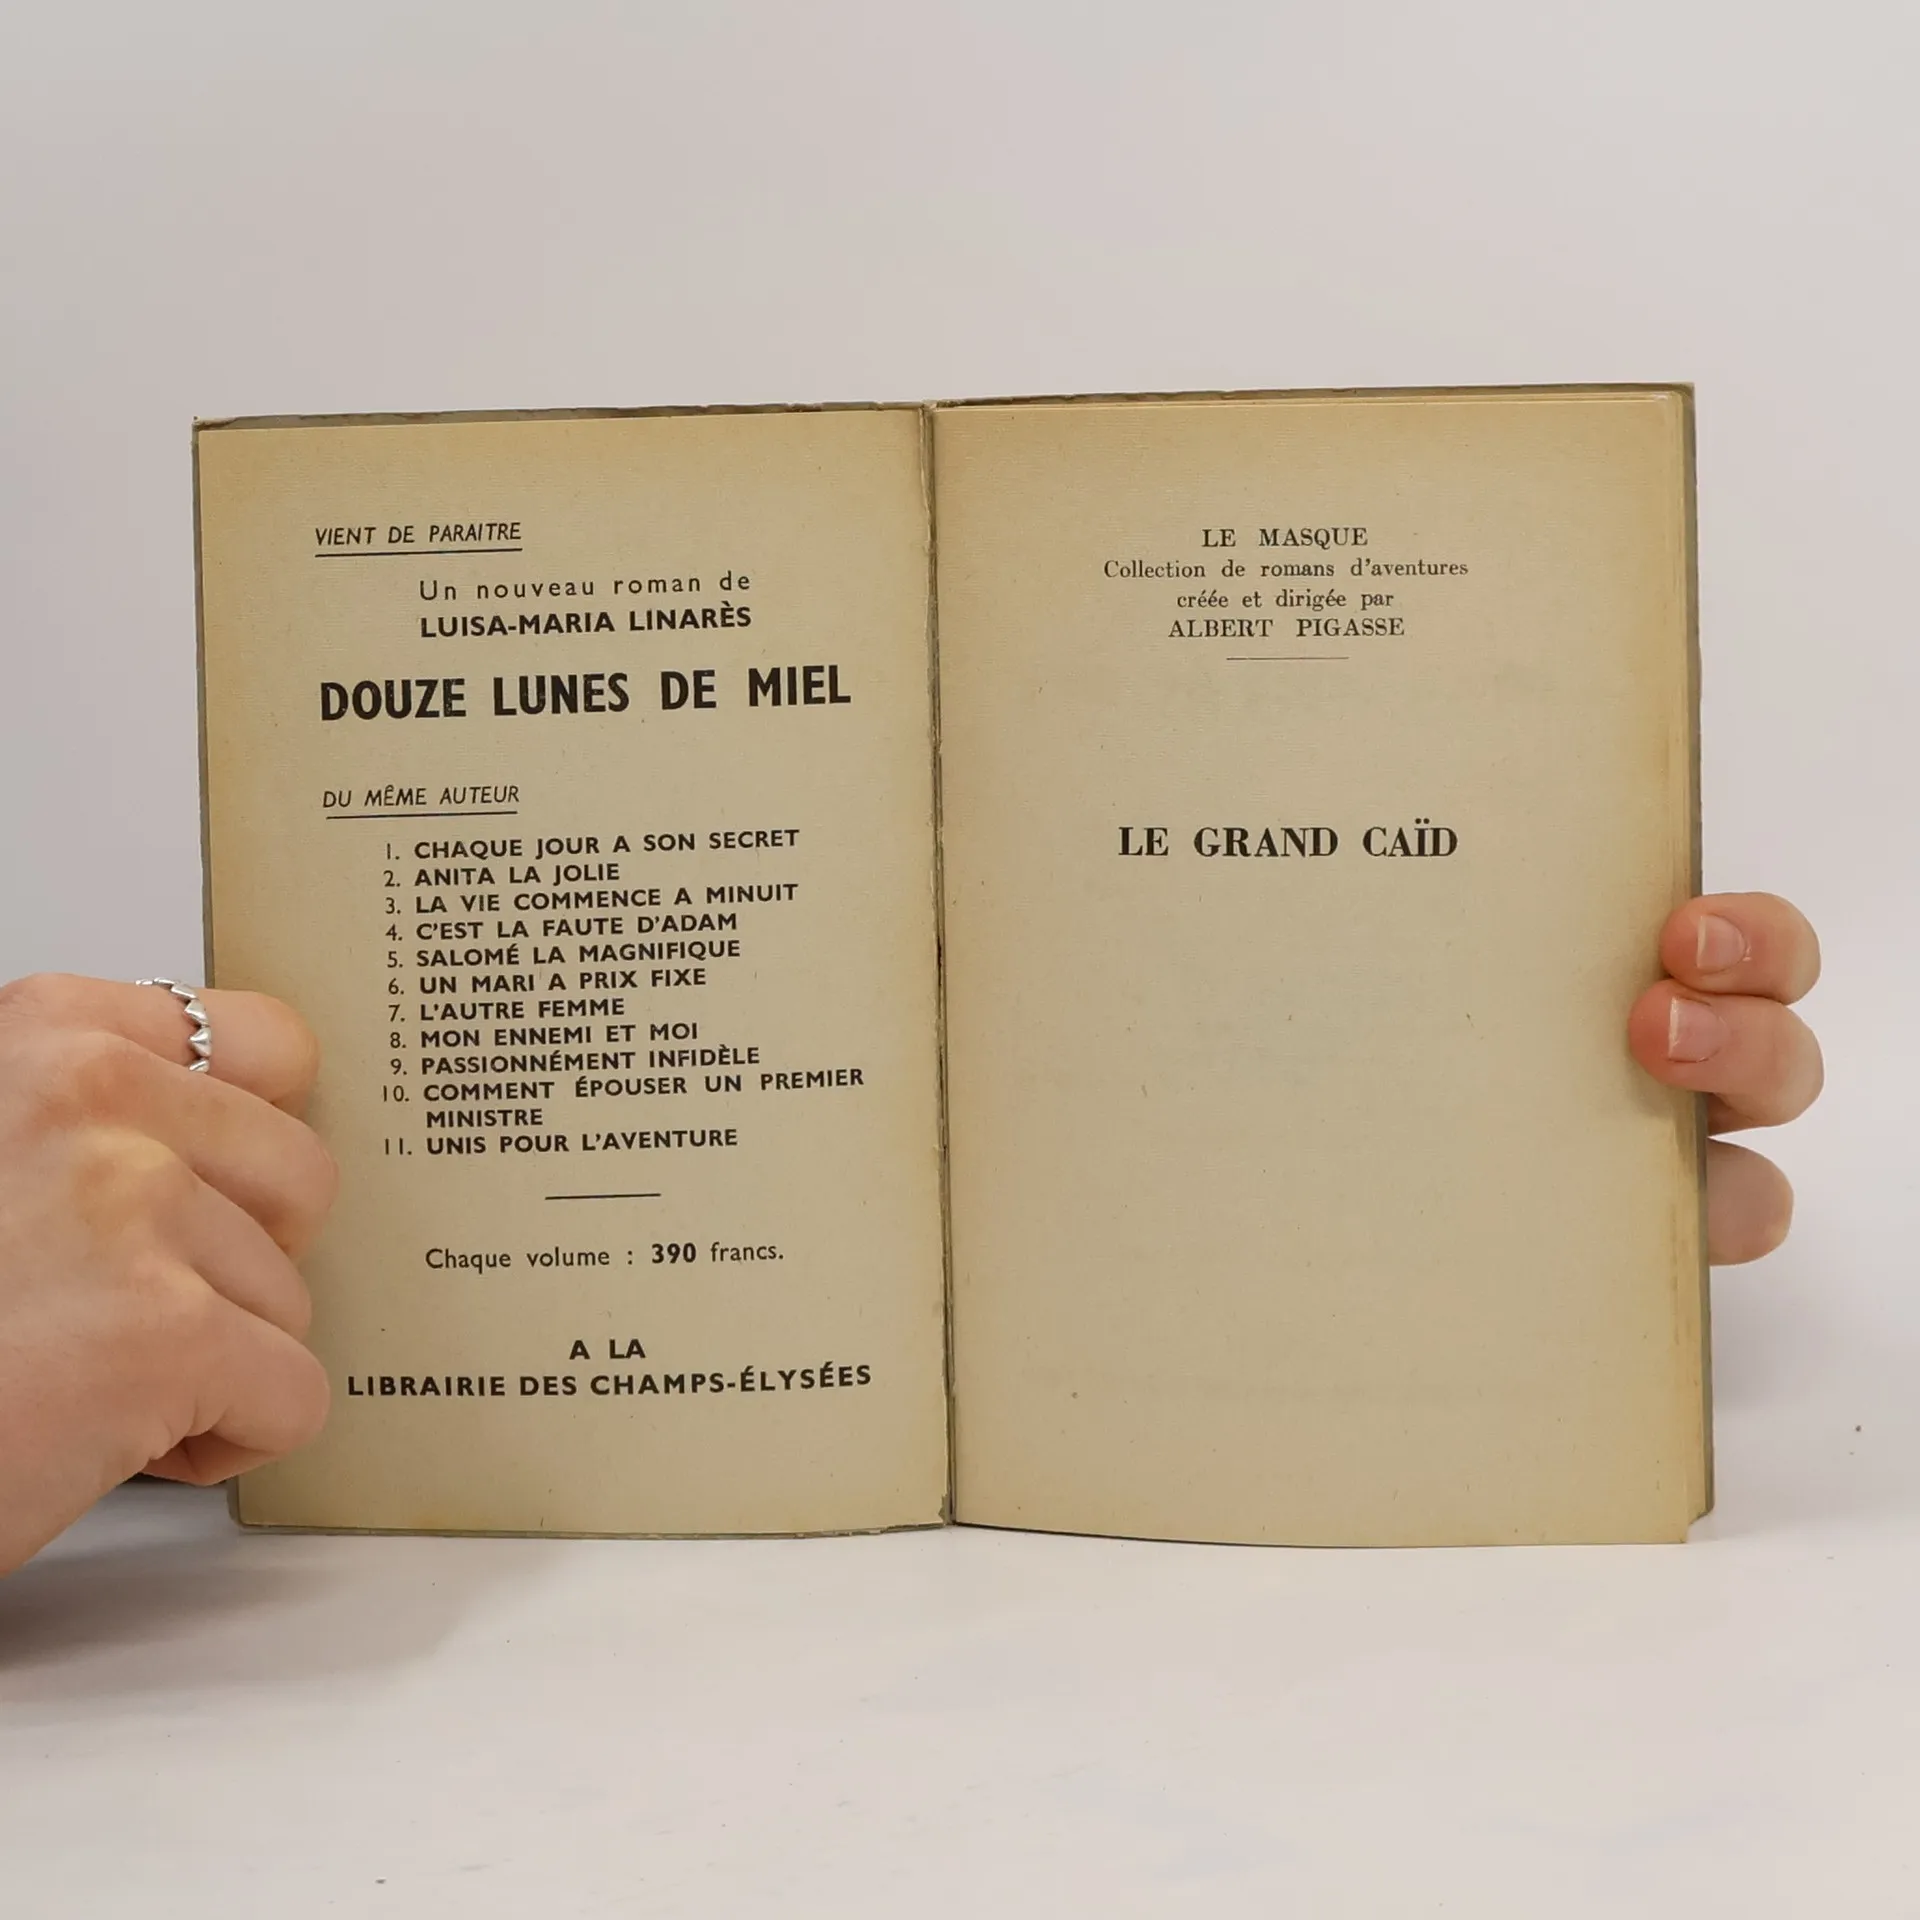 VIENT DE PARAITRE
Un nouveau roman de
LUISA-MARIA LINARÈS
DOUZE LUNES DE MIEL
DU MÊME AUTEUR
1. CHAQUE JOUR A SON SECRET
2. ANITA LA JOLIE
3. LA VIE COMMENCE A MINUIT
4. C'EST LA FAUTE D'ADAM
5. SALOMÉ LA MAGNIFIQUE
6. UN MARI A PRIX FIXE
7. L'AUTRE FEMME
8. MON ENNEMI ET MOI
9. PASSIONNÉMENT INFIDÈLE
10. COMMENT ÉPOUSER UN PREMIER
MINISTRE
11. UNIS POUR L'AVENTURE
Chaque volume : 390 francs.
A LA
LIBRAIRIE DES CHAMPS-ÉLYSÉES
LE MASQUE
Collection de romans d'aventures
créée et dirigée par
ALBERT PIGASSE
LE GRAND CAÏD